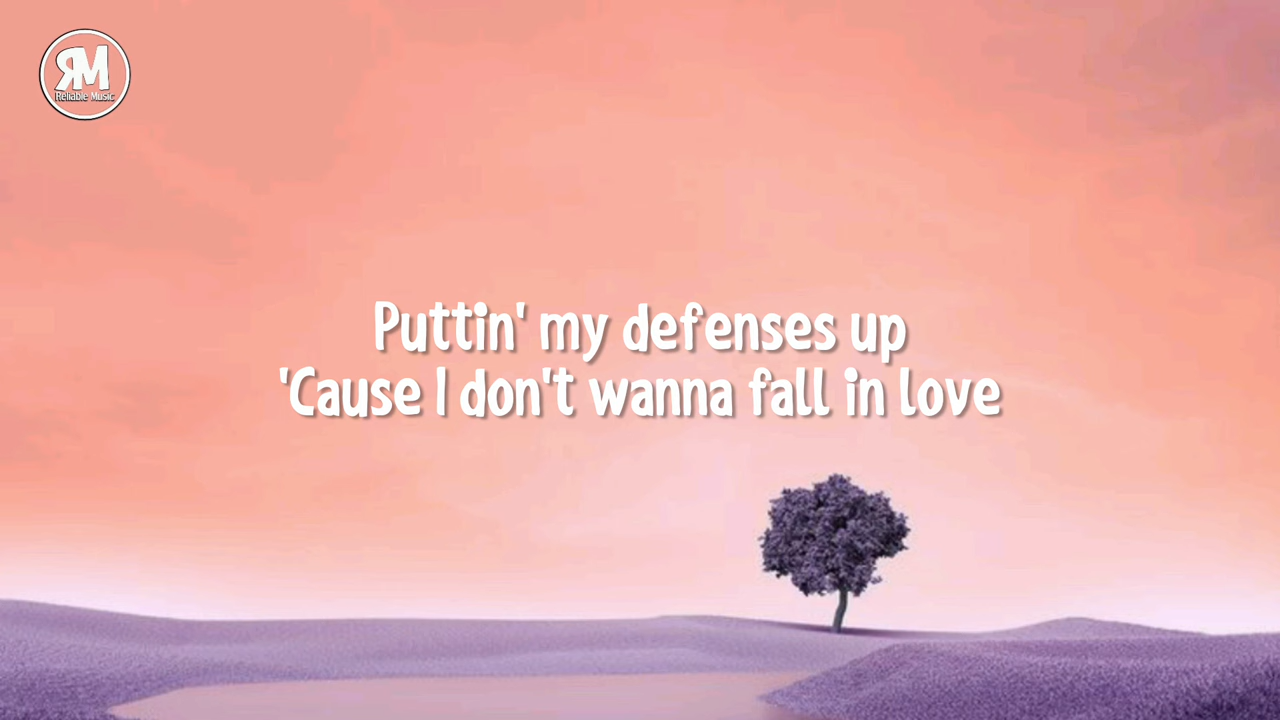 RM
Reliable Music
Puttin' my defenses up
'Cause I don't wanna fall in love